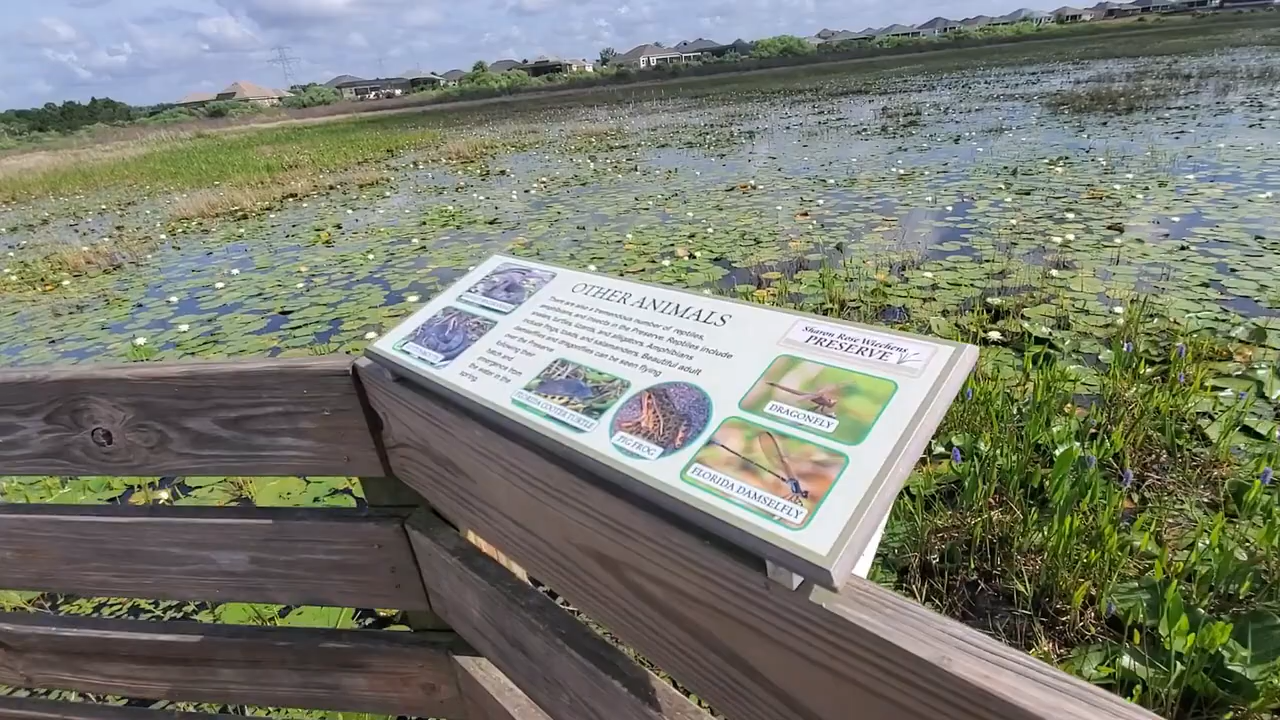 OTHER ANIMALS
There are also a tremendous number of reptiles,
amphibians, and insects in the Preserve. Reptiles include
snakes, turtles, lizards, and alligators. Amphibians
include frogs, toads, and salamanders. Beautiful adult
damselflies and dragonflies can be seen flying
over the Preserve
following their
hatch and
emergence from
the water in the
spring.
Sharon Rose Wiechens
PRESERVE
FLORIDA COOTER TURTLE
PIG FROG
DRAGONFLY
FLORIDA DAMSELFLY